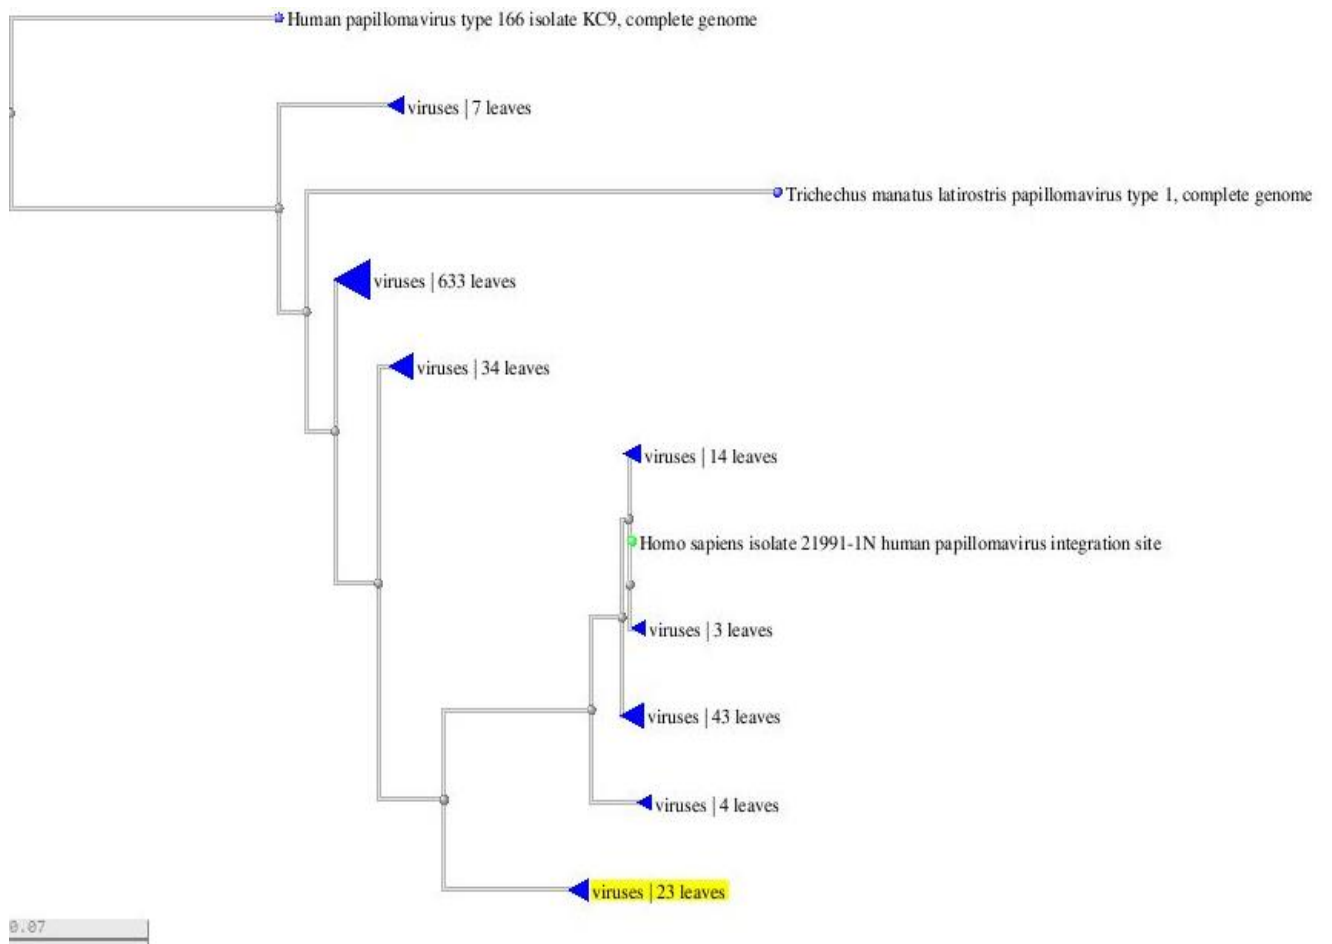 Human papillomavirus type 166 isolate KC9, complete genome
viruses | 7 leaves
Trichechus manatus latirostris papillomavirus type 1, complete genome
viruses | 633 leaves
viruses | 34 leaves
viruses | 14 leaves
Homo sapiens isolate 21991-1N human papillomavirus integration site
viruses | 3 leaves
viruses | 43 leaves
viruses | 4 leaves
viruses | 23 leaves
0.07